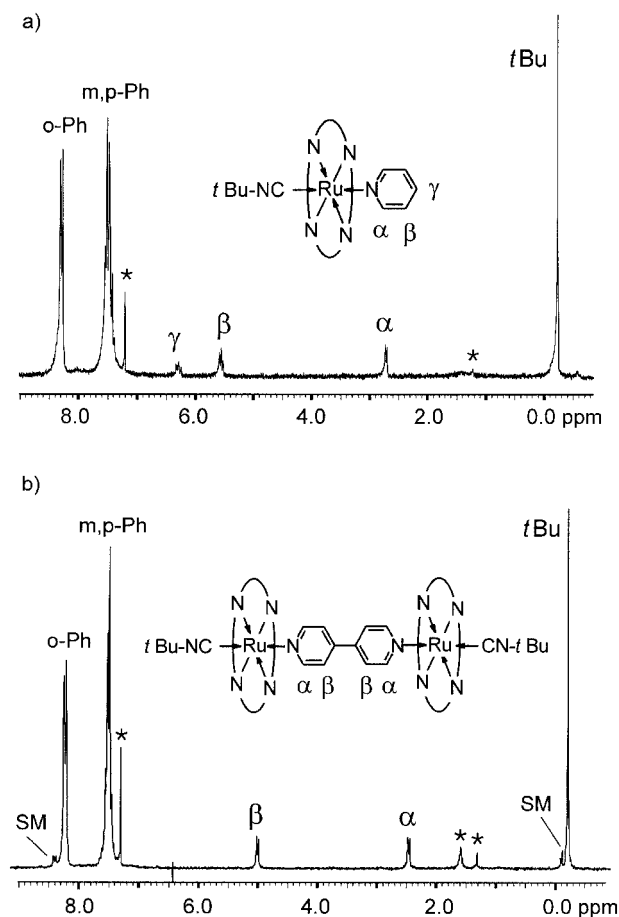 a)
tBu
m,p-Ph
o-Ph
N N
t Bu-NC Ru N γ
* N N α β
γ β α *
8.0 6.0 4.0 2.0 0.0 ppm
b)
m,p-Ph
tBu
o-Ph
N N N N
t Bu-NC Ru N N Ru CN-t Bu
N N α β β α N N
*
SM β α * * SM
8.0 6.0 4.0 2.0 0.0 ppm